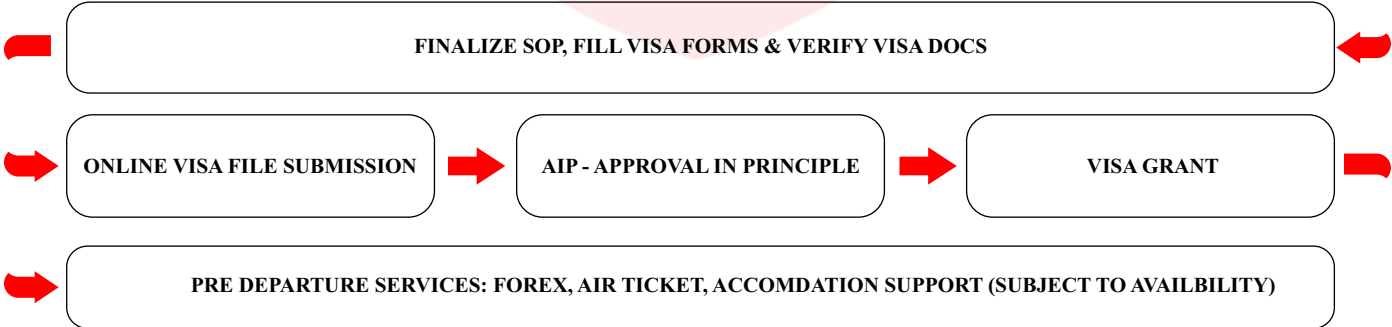 FINALIZE SOP, FILL VISA FORMS & VERIFY VISA DOCS
ONLINE VISA FILE SUBMISSION
AIP - APPROVAL IN PRINCIPLE
VISA GRANT
PRE DEPARTURE SERVICES: FOREX, AIR TICKET, ACCOMDATION SUPPORT (SUBJECT TO AVAILBILITY)